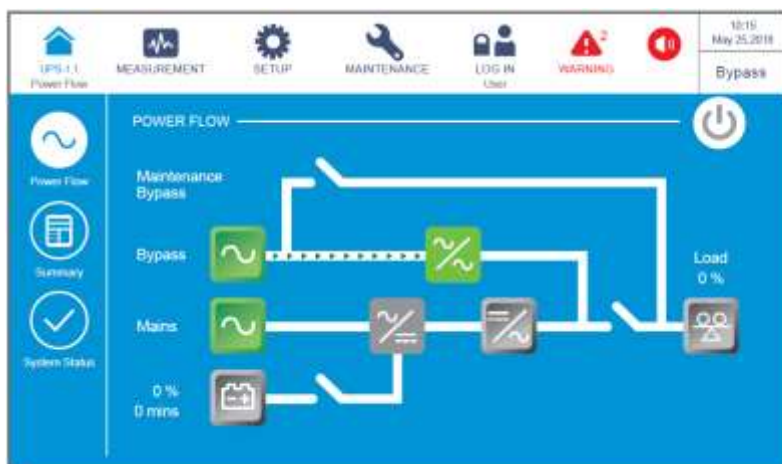 UPS-1.1
Power Flow
MEASUREMENT
SETUP
MAINTENANCE
LOG IN
User
2
WARNING
10:15
May 25,2018
Bypass
POWER FLOW
Power Flow
Summary
System Status
Maintenance
Bypass
Bypass
Mains
0 %
0 mins
Load
0 %